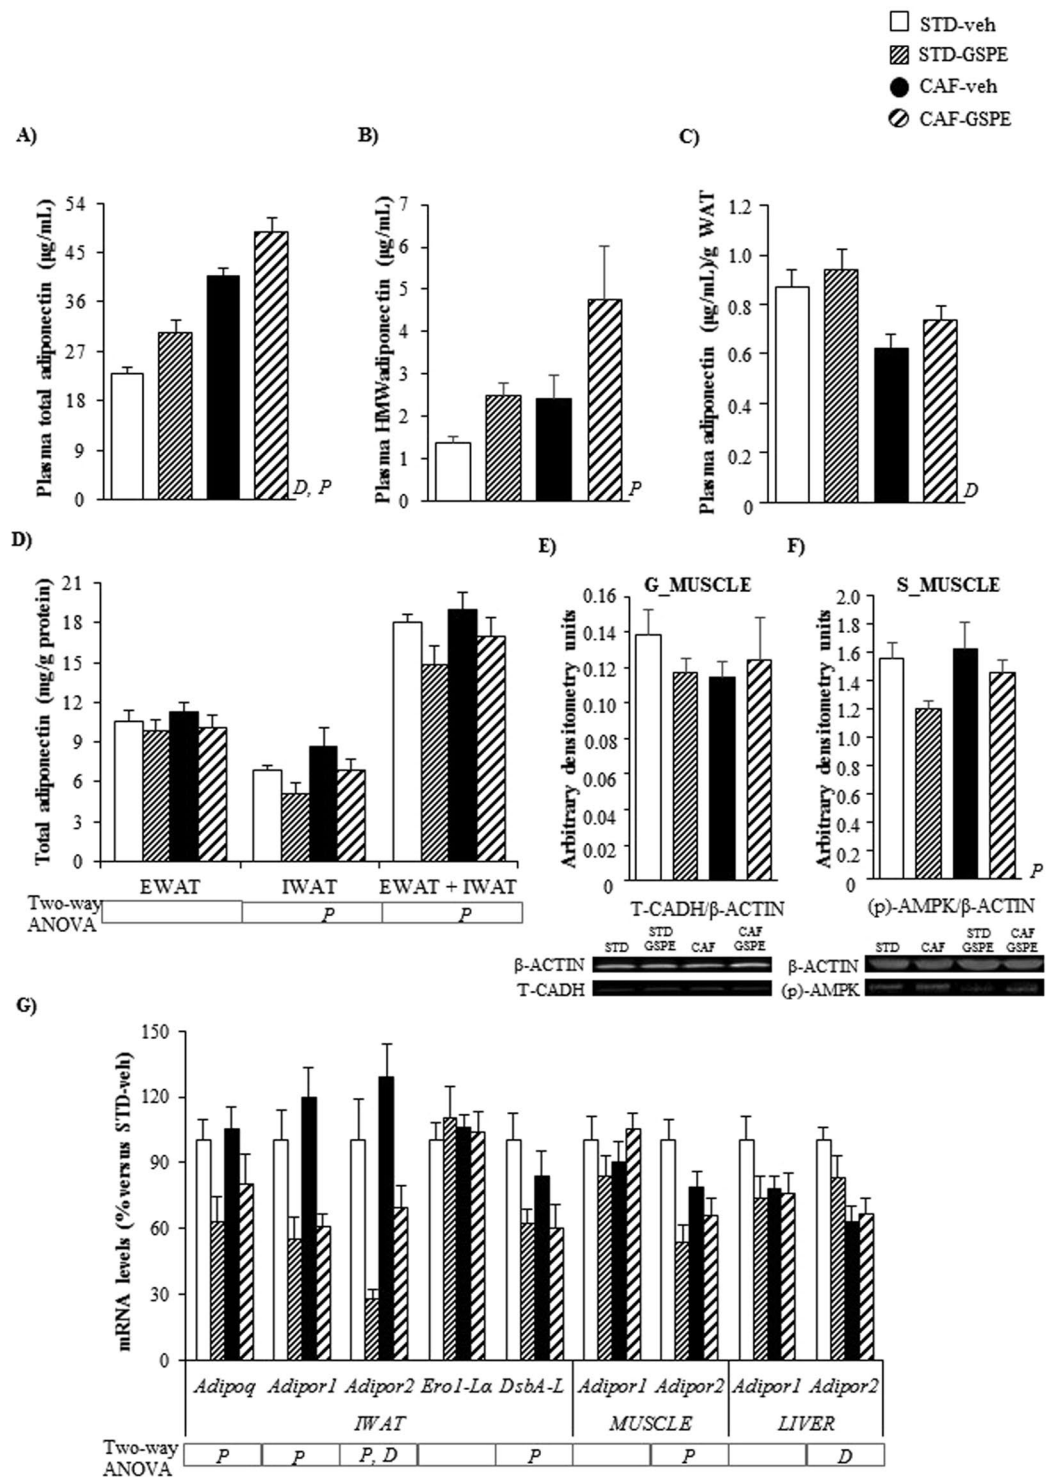 STD-veh
STD-GSPE
CAF-veh
CAF-GSPE
A)
B)
C)
Plasma total adiponectin (µg/mL)
54
45
36
27
18
9
0
D, P
Plasma HMWadiponectin (µg/mL)
7
6
5
4
3
2
1
0
P
Plasma adiponectin (µg/mL)/g WAT
1.2
1.0
0.8
0.6
0.4
0.2
0
D
D)
E)
F)
Total adiponectin (mg/g protein)
21
18
15
12
9
6
3
0
EWAT IWAT EWAT + IWAT
Two-way ANOVA
P P
G_MUSCLE
Arbitrary densitometry units
0.16
0.14
0.12
0.10
0.08
0.06
0.04
0.02
0
T-CADH/β-ACTIN
STD STD GSPE CAF CAF GSPE
β-ACTIN
T-CADH
S_MUSCLE
Arbitrary densitometry units
2.0
1.8
1.6
1.4
1.2
1.0
0.8
0.6
0.4
0.2
0
P
(p)-AMPK/β-ACTIN
STD CAF STD GSPE CAF GSPE
β-ACTIN
(p)-AMPK
G)
mRNA levels (% versus STD-veh)
150
120
90
60
30
0
Adipoq Adipor1 Adipor2 Ero1-Lα DsbA-L Adipor1 Adipor2 Adipor1 Adipor2
IWAT MUSCLE LIVER
Two-way ANOVA
P P P, D P P D